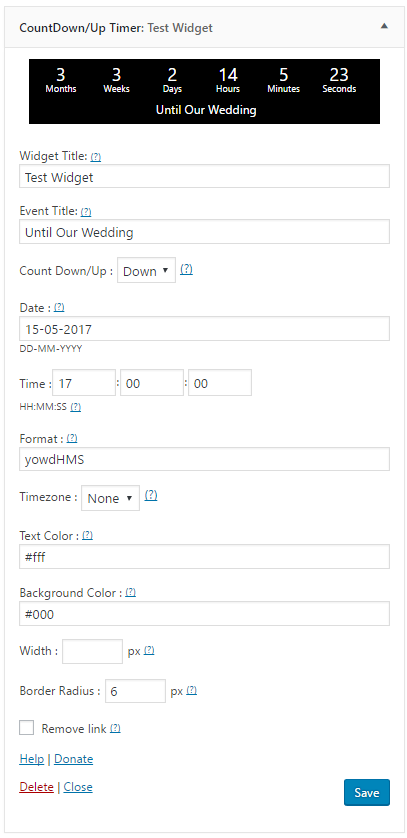 CountDown/Up Timer: Test Widget
3 3 2 14 5 23
Months Weeks Days Hours Minutes Seconds
Until Our Wedding
Widget Title: (?)
Test Widget
Event Title: (?)
Until Our Wedding
Count Down/Up : Down (?)
Date : (?)
15-05-2017
DD-MM-YYYY
Time : 17 : 00 : 00
HH:MM:SS (?)
Format : (?)
yowdHMS
Timezone : None (?)
Text Color : (?)
#fff
Background Color : (?)
#000
Width : px (?)
Border Radius : 6 px (?)
Remove link (?)
Help | Donate
Delete | Close Save